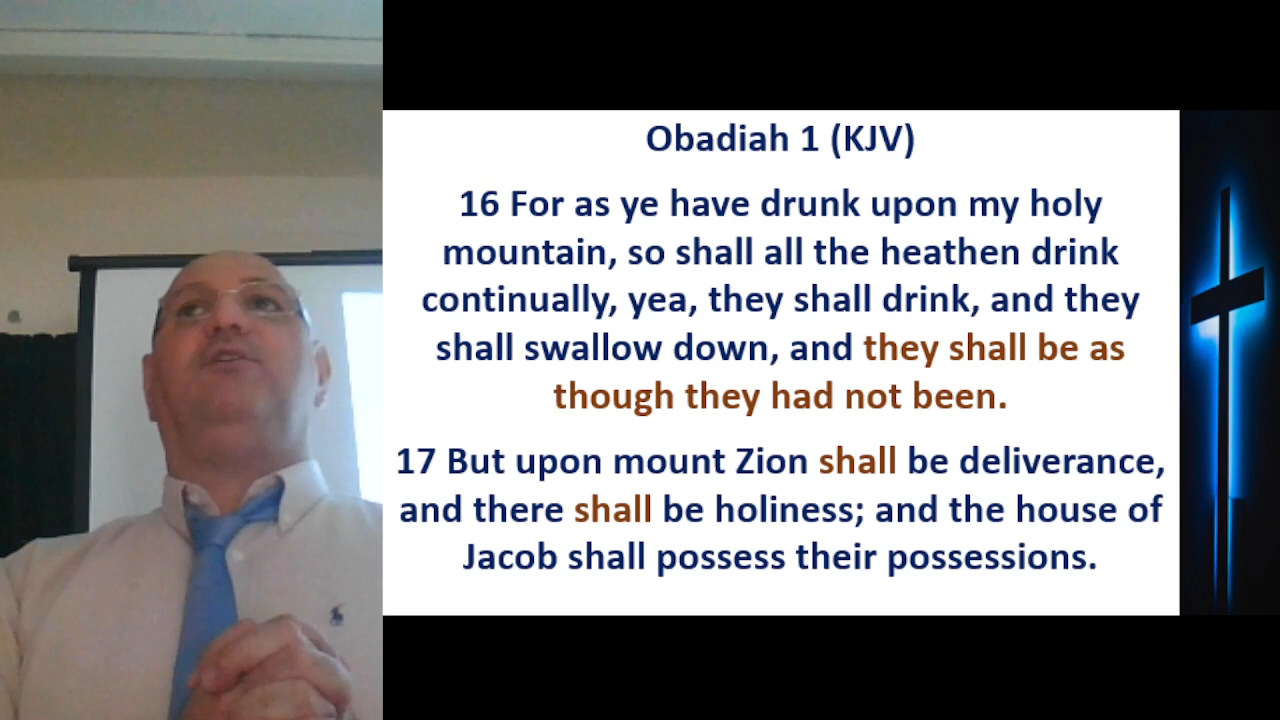 Obadiah 1 (KJV)
16 For as ye have drunk upon my holy
mountain, so shall all the heathen drink
continually, yea, they shall drink, and they
shall swallow down, and they shall be as
though they had not been.
17 But upon mount Zion shall be deliverance,
and there shall be holiness; and the house of
Jacob shall possess their possessions.